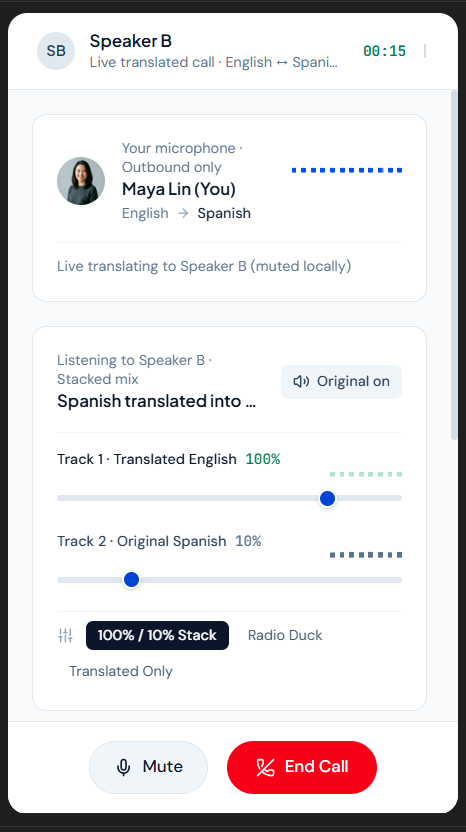 SB
Speaker B
Live translated call · English ↔ Spani...
00:15
Your microphone ·
Outbound only
Maya Lin (You)
English → Spanish
Live translating to Speaker B (muted locally)
Listening to Speaker B ·
Stacked mix
Spanish translated into ...
Original on
Track 1 · Translated English 100%
Track 2 · Original Spanish 10%
100% / 10% Stack
Radio Duck
Translated Only
Mute
End Call